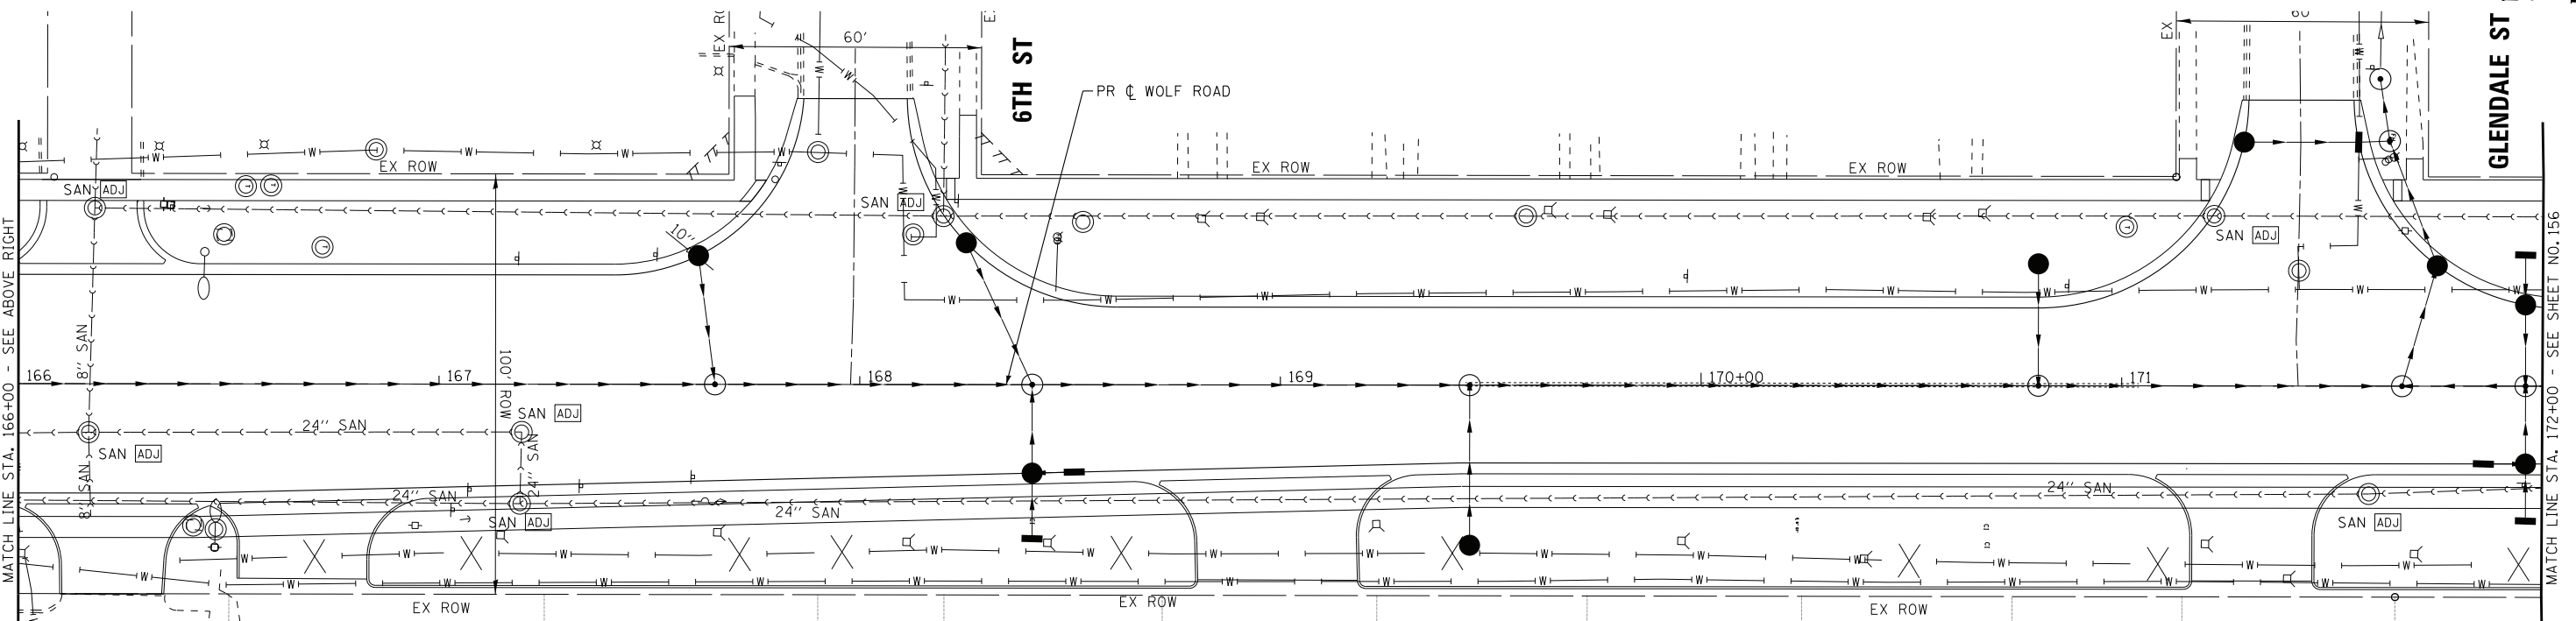 EX RO
60'
6TH ST
EX
60'
GLENDALE ST
PR ℄ WOLF ROAD
EX ROW
EX ROW
EX ROW
SAN ADJ
SAN ADJ
SAN ADJ
10"
MATCH LINE STA. 166+00 - SEE ABOVE RIGHT
MATCH LINE STA. 172+00 - SEE SHEET NO. 156
8'' SAN
100' ROW
166
167
168
169
170+00
171
SAN ADJ
24'' SAN
SAN ADJ
24'' SAN
8'' SAN
24'' SAN
24'' SAN
24'' SAN
SAN ADJ
SAN ADJ
EX ROW
EX ROW
EX ROW
W